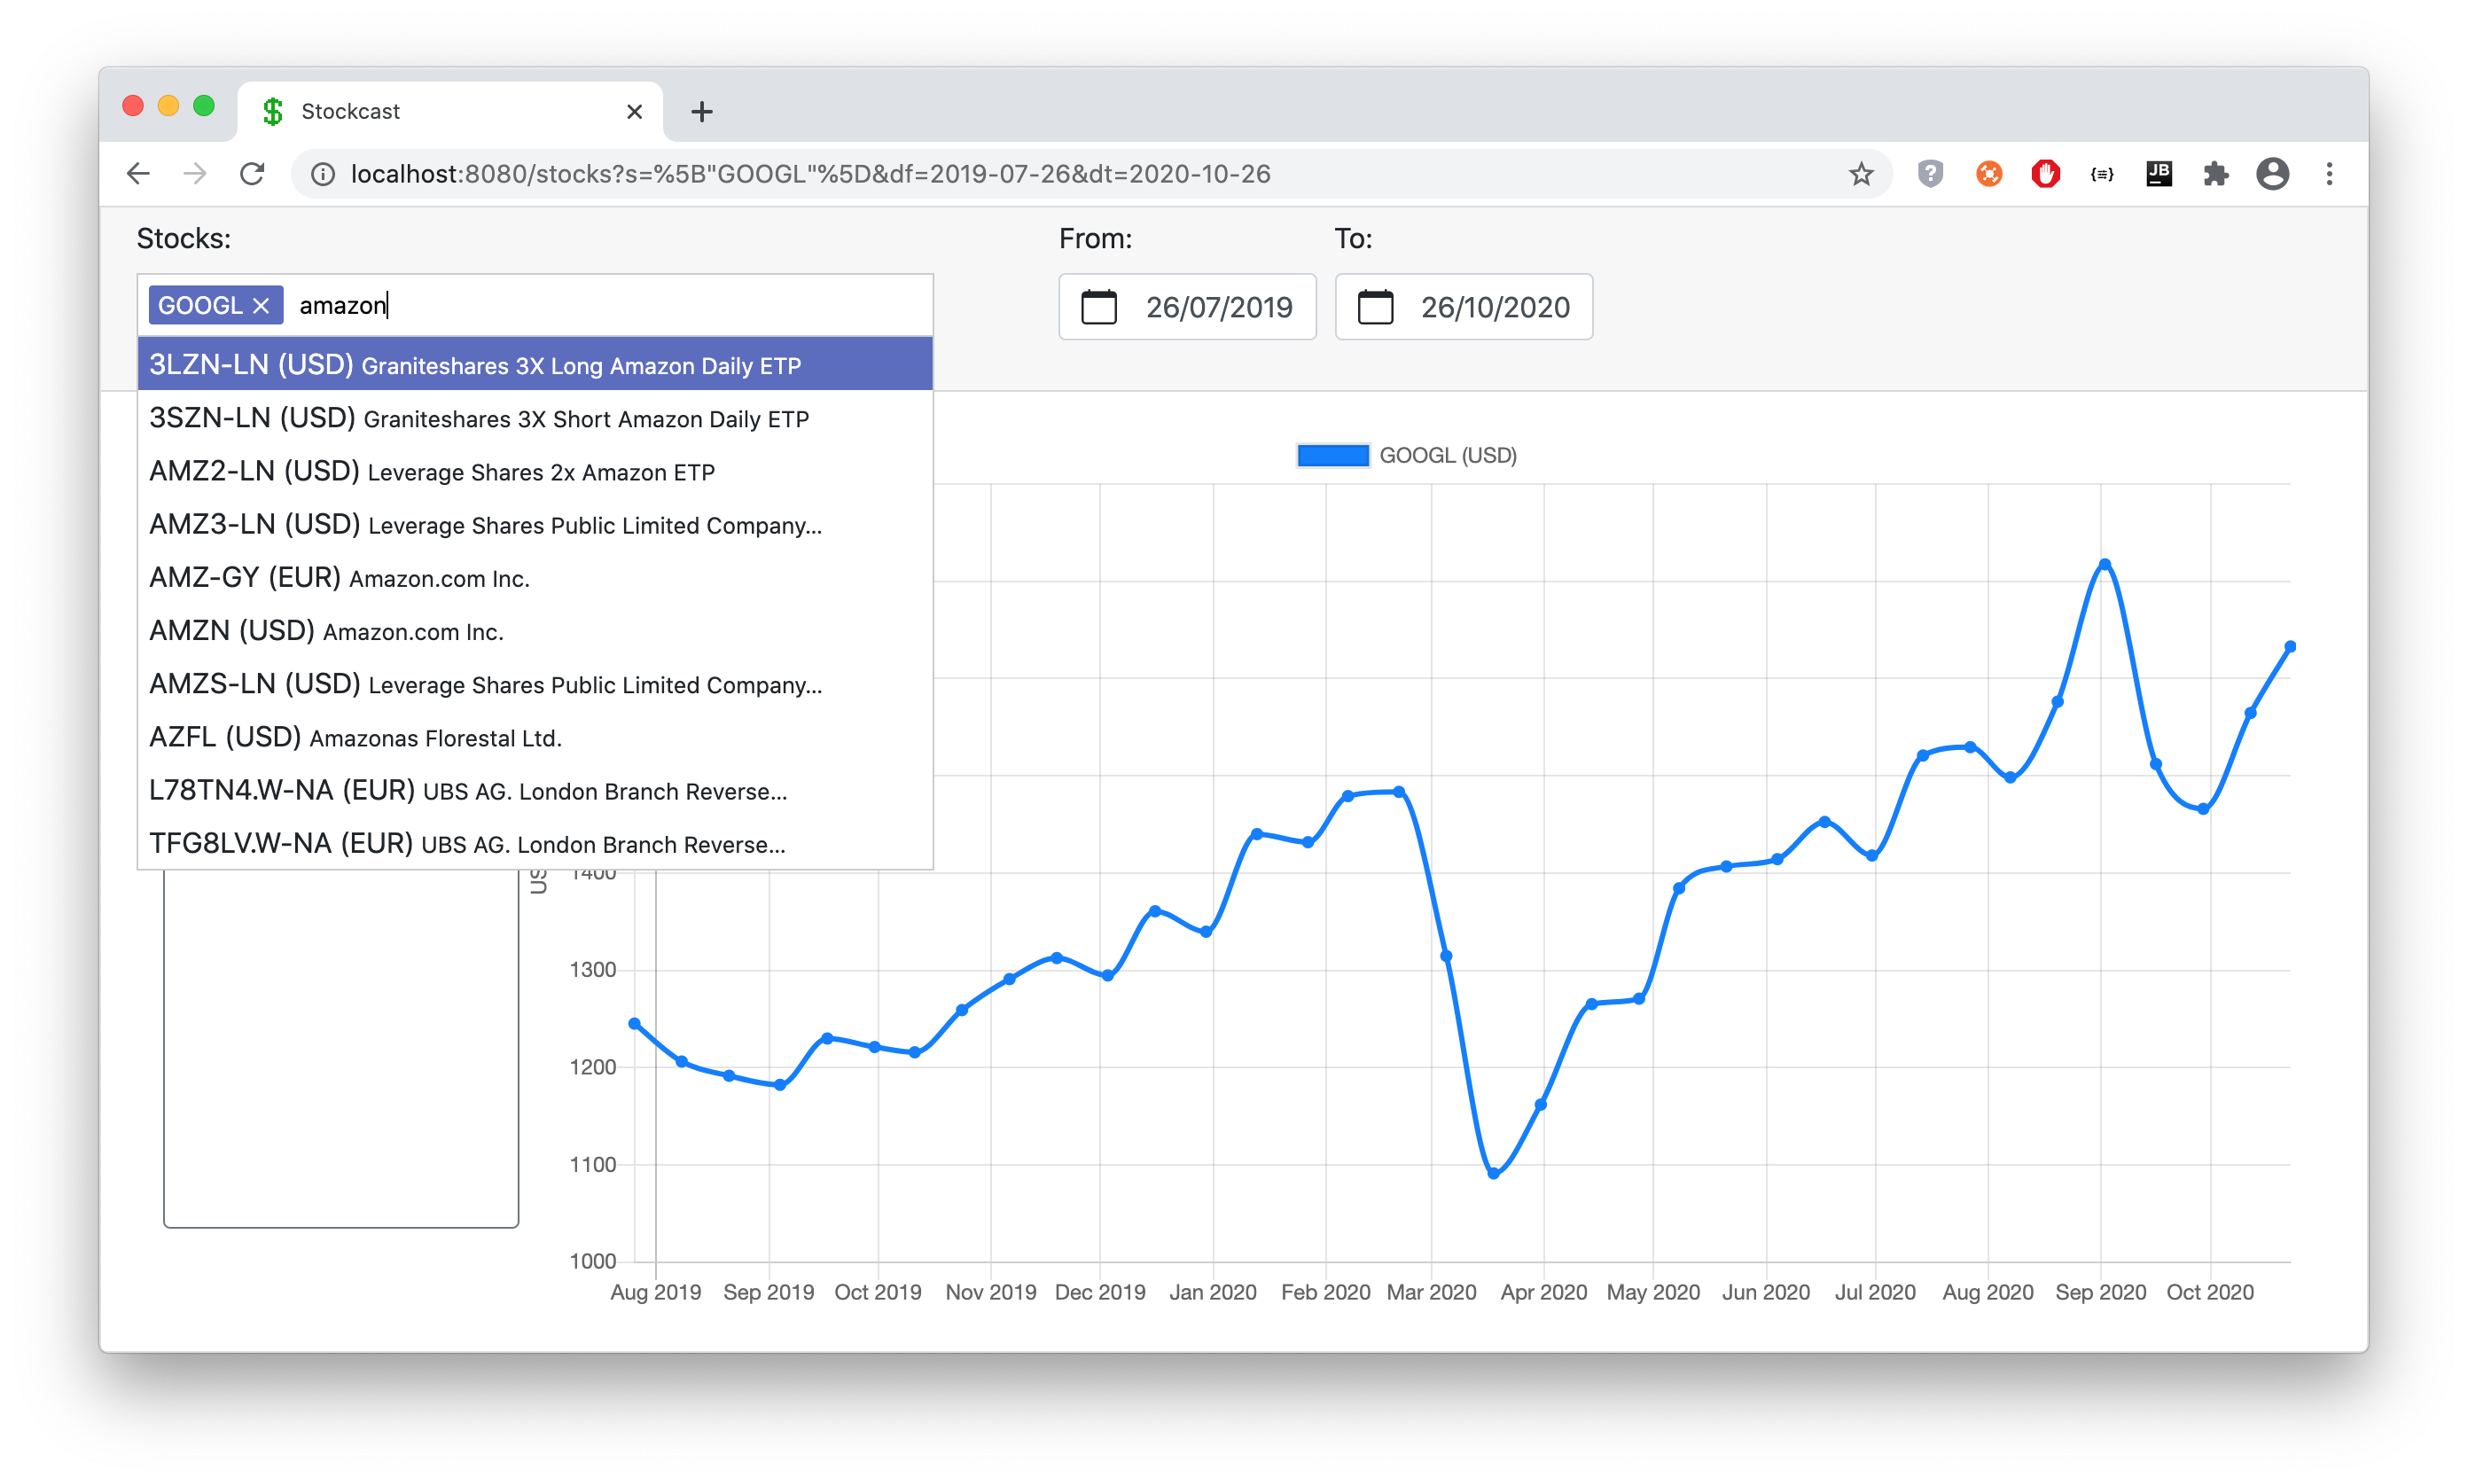 Stockcast
localhost:8080/stocks?s=%5B"GOOGL"%5D&df=2019-07-26&dt=2020-10-26
JB
Stocks:
From:
To:
GOOGL
amazon
26/07/2019
26/10/2020
3LZN-LN (USD) Graniteshares 3X Long Amazon Daily ETP
3SZN-LN (USD) Graniteshares 3X Short Amazon Daily ETP
AMZ2-LN (USD) Leverage Shares 2x Amazon ETP
AMZ3-LN (USD) Leverage Shares Public Limited Company...
AMZ-GY (EUR) Amazon.com Inc.
AMZN (USD) Amazon.com Inc.
AMZS-LN (USD) Leverage Shares Public Limited Company...
AZFL (USD) Amazonas Florestal Ltd.
L78TN4.W-NA (EUR) UBS AG. London Branch Reverse...
TFG8LV.W-NA (EUR) UBS AG. London Branch Reverse...
GOOGL (USD)
1400
1300
1200
1100
1000
Aug 2019 Sep 2019 Oct 2019 Nov 2019 Dec 2019 Jan 2020 Feb 2020 Mar 2020 Apr 2020 May 2020 Jun 2020 Jul 2020 Aug 2020 Sep 2020 Oct 2020